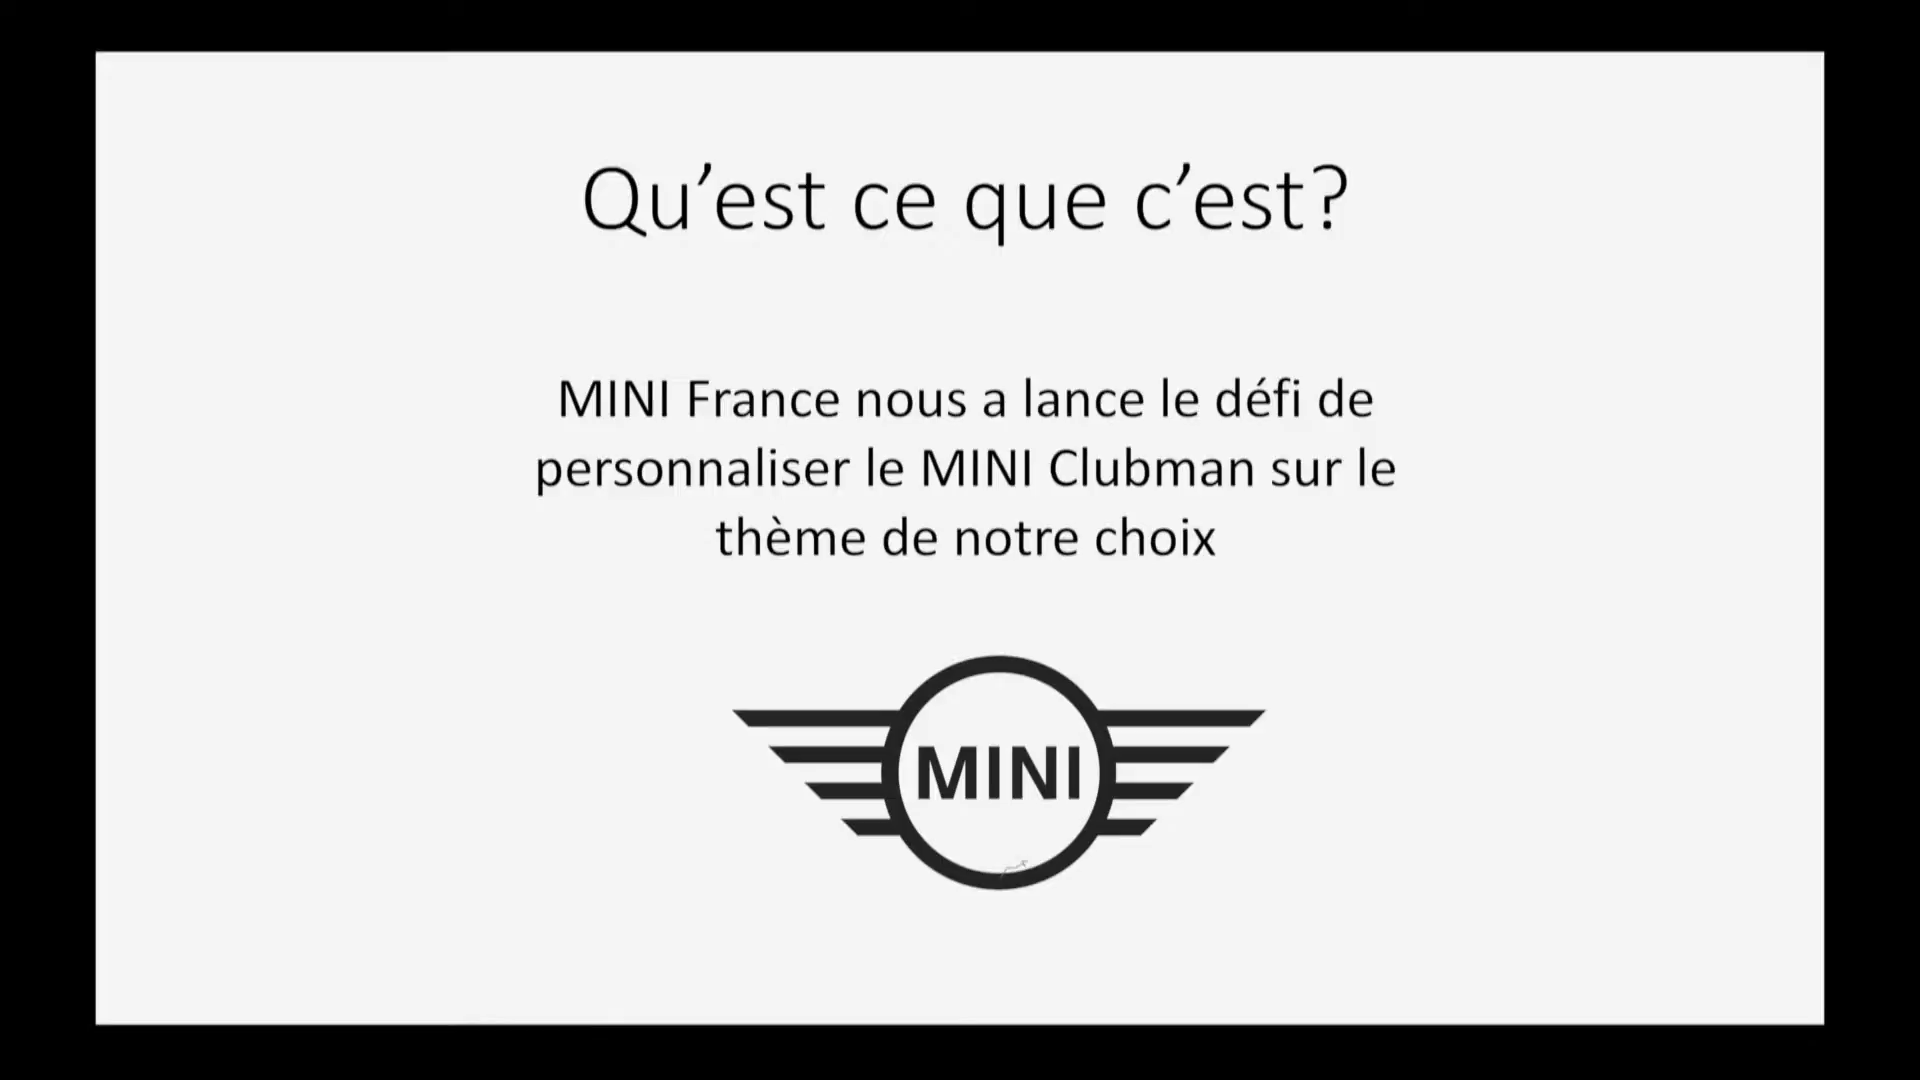 Qu’est ce que c’est?
MINI France nous a lance le défi de
personnaliser le MINI Clubman sur le
thème de notre choix
MINI